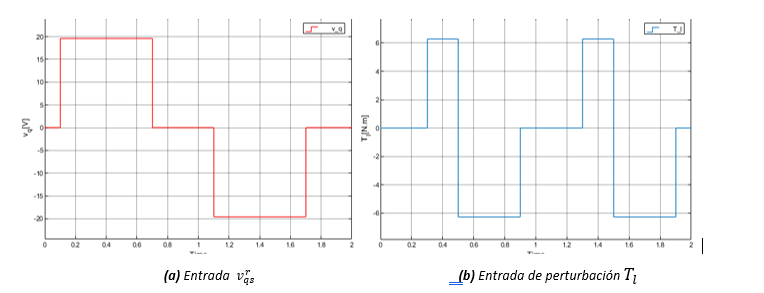 v_q
20
15
10
5
0
-5
-10
-15
-20
v_q[V]
0 0.2 0.4 0.6 0.8 1 1.2 1.4 1.6 1.8 2
Time
T_l
6
4
2
0
-2
-4
-6
T_l[N.m]
0 0.2 0.4 0.6 0.8 1 1.2 1.4 1.6 1.8 2
Time
(a) Entrada v^r_qs
(b) Entrada de perturbación T_l